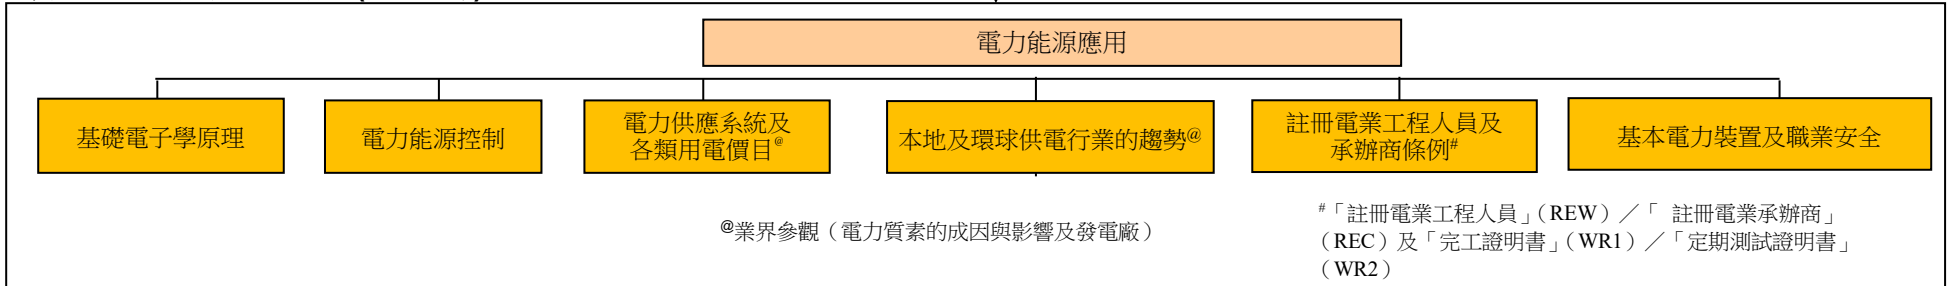 電力能源應用
基礎電子學原理
電力能源控制
電力供應系統及
各類用電價目@
本地及環球供電行業的趨勢@
註冊電業工程人員及
承辦商條例#
基本電力裝置及職業安全
@業界參觀（電力質素的成因與影響及發電廠）
#「註冊電業工程人員」（REW）／「 註冊電業承辦商」
（REC）及「完工證明書」（WR1）／「定期測試證明書」
（WR2）